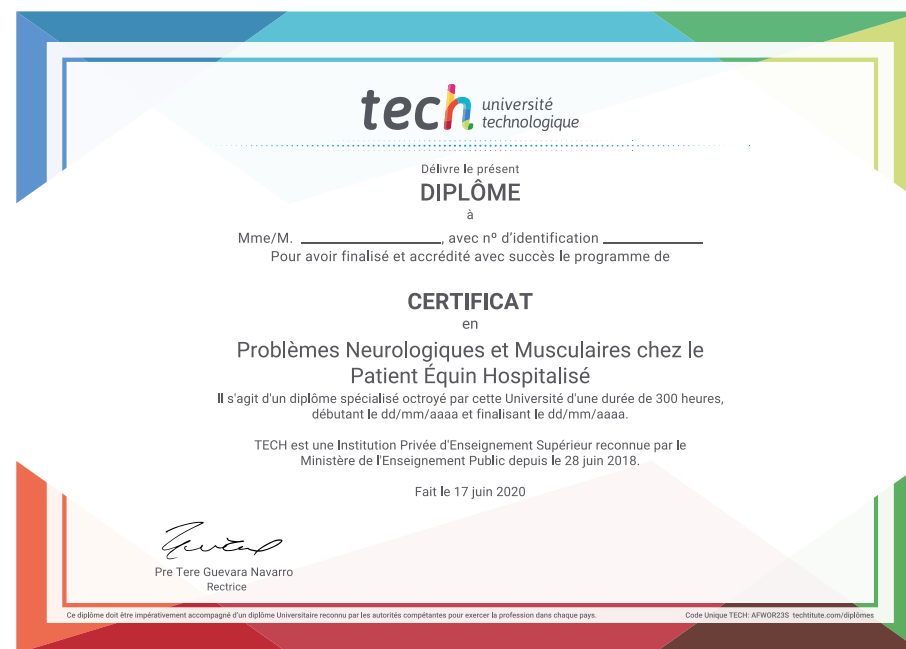 tech université
technologique
Délivre le présent
DIPLÔME
à
Mme/M. ____________________, avec nº d'identification ______________
Pour avoir finalisé et accrédité avec succès le programme de
CERTIFICAT
en
Problèmes Neurologiques et Musculaires chez le
Patient Équin Hospitalisé
Il s'agit d'un diplôme spécialisé octroyé par cette Université d'une durée de 300 heures,
débutant le dd/mm/aaaa et finalisant le dd/mm/aaaa.
TECH est une Institution Privée d'Enseignement Supérieur reconnue par le
Ministère de l'Enseignement Public depuis le 28 juin 2018.
Fait le 17 juin 2020
Pre Tere Guevara Navarro
Rectrice
Ce diplôme doit être impérativement accompagné d'un diplôme Universitaire reconnu par les autorités compétentes pour exercer la profession dans chaque pays.
Code Unique TECH: AFWOR23S techtitute.com/diplômes